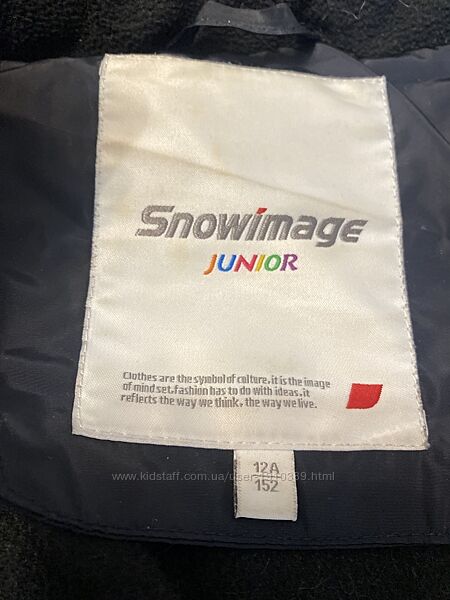 Snowimage
JUNIOR
Clothes are the symbol of culture, it is the image
of mind set, fashion has to do with ideas, it
reflects the way we think, the way we live.
12A
152